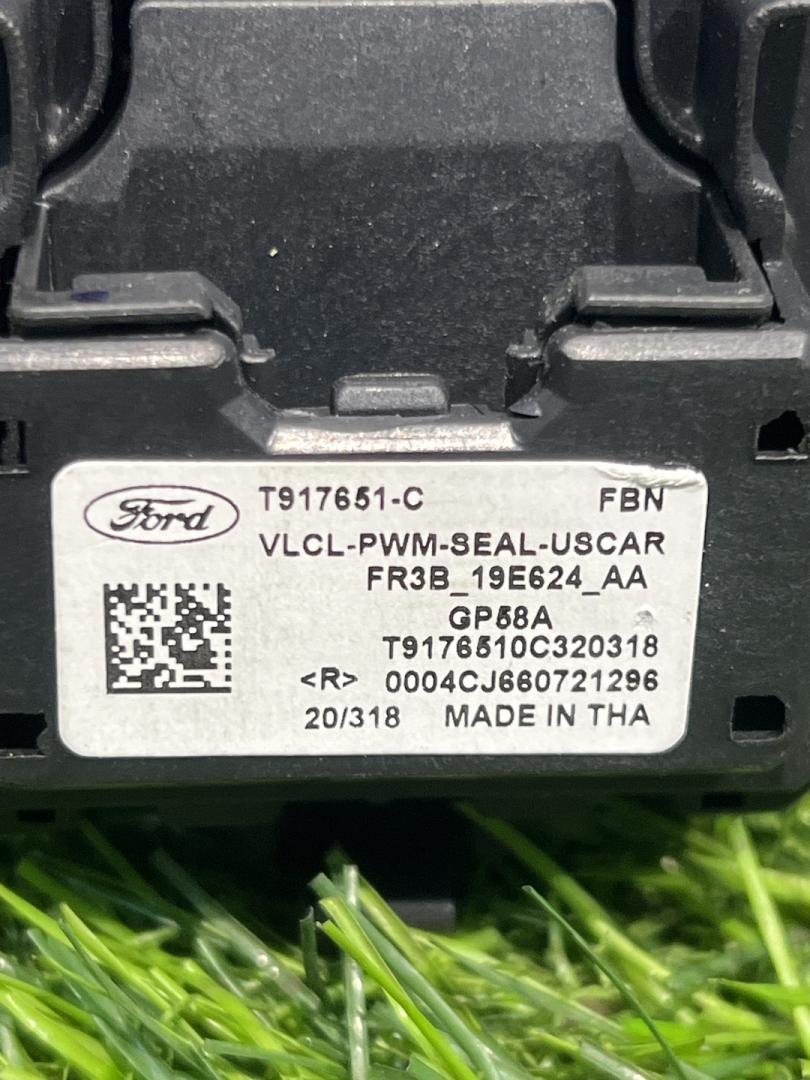 Ford T917651-C FBN
VLCL-PWM-SEAL-USCAR
FR3B_19E624_AA
GP58A
T9176510C320318
<R> 0004CJ660721296
20/318 MADE IN THA